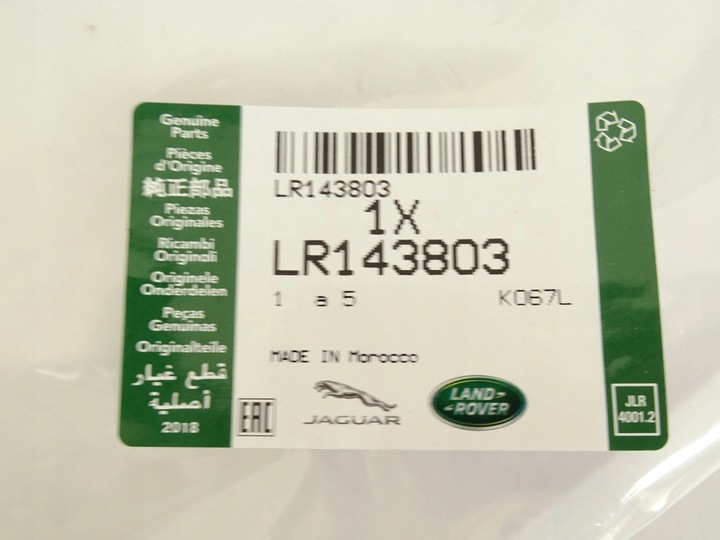 Genuine
Parts
Pièces
d'Origine
純正部品
Piezas
Originales
Ricambi
Originali
Originele
Onderdelen
Peças
Genuinas
Originalteile
قطع غيار
أصلية
2018
LR143803
1X
LR143803
1 a 5 K067L
MADE IN Morocco
EAC
JAGUAR
LAND-
-ROVER
JLR
4001.2